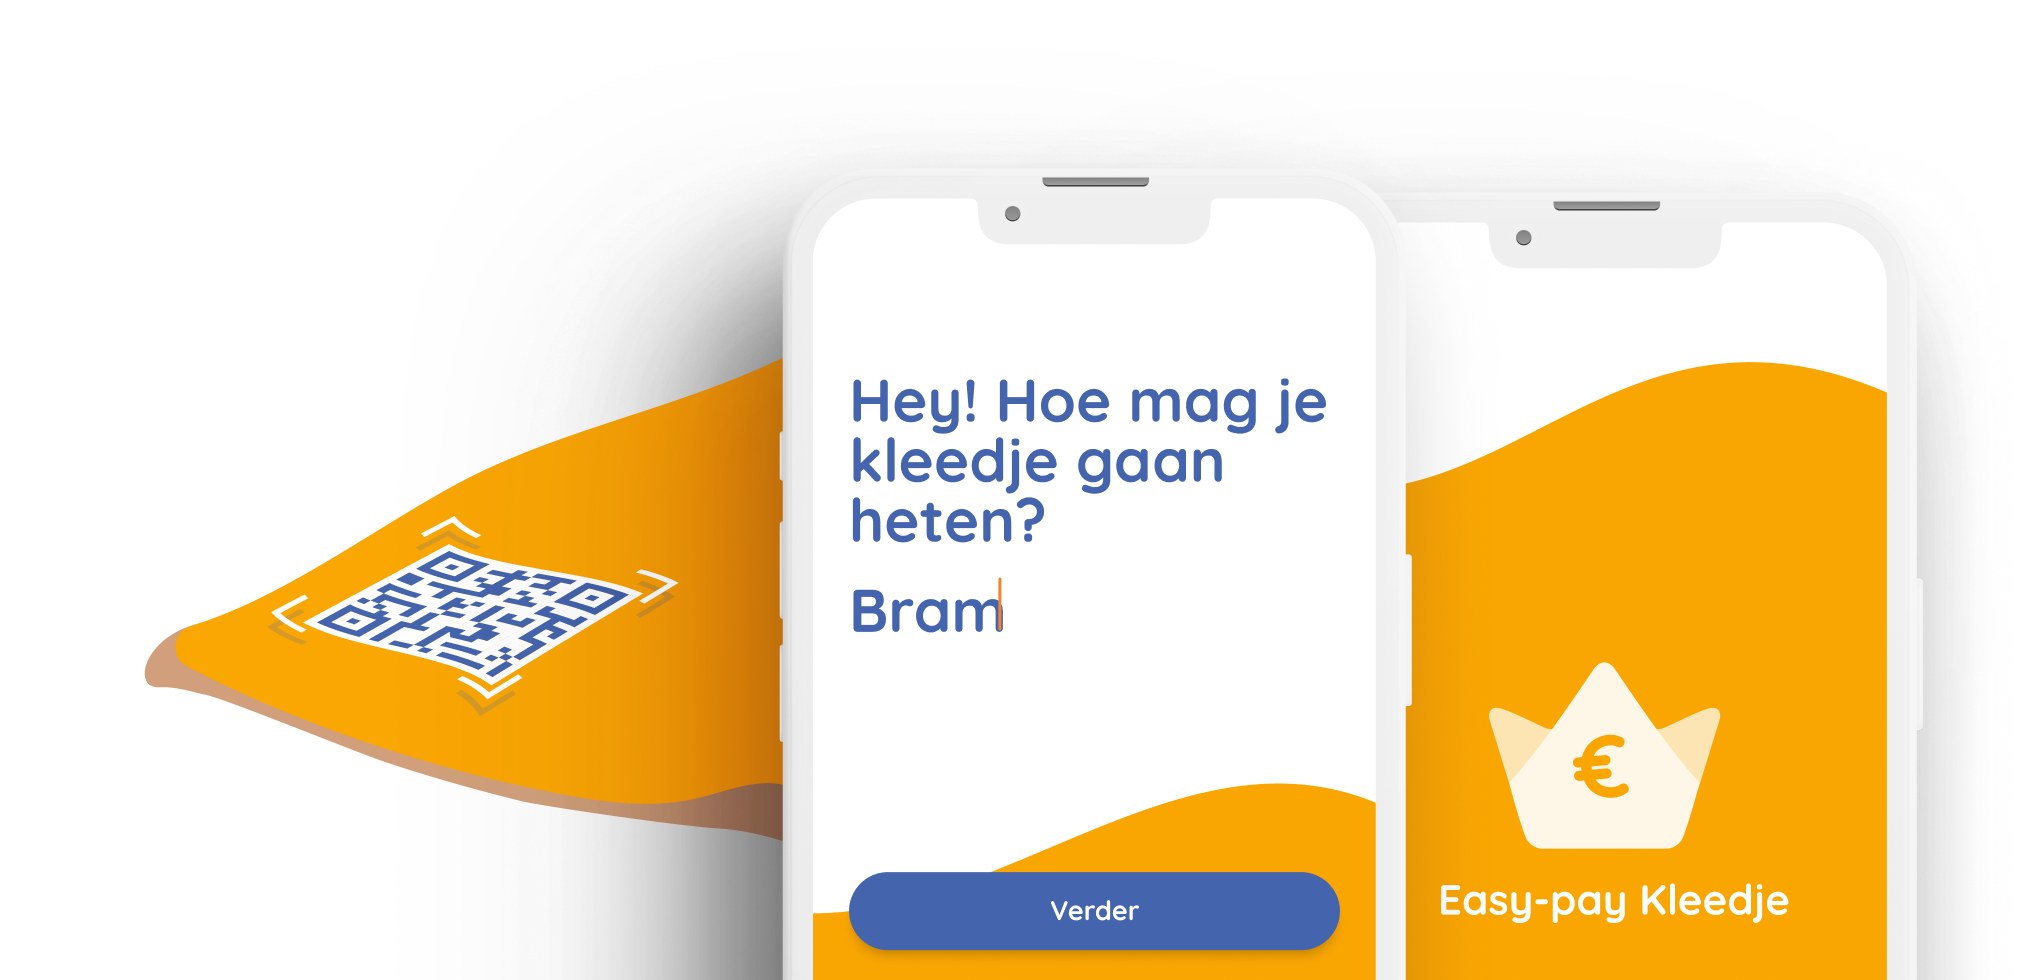 Hey! Hoe mag je
kleedje gaan
heten?
Bram
Verder
€
Easy-pay Kleedje